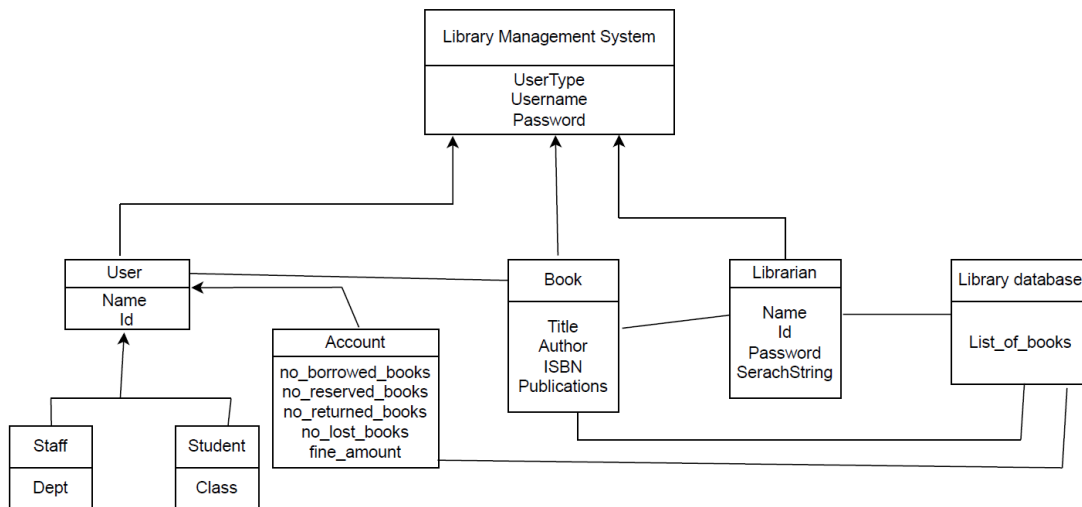 Library Management System
UserType
Username
Password
User
Name
Id
Book
Title
Author
ISBN
Publications
Librarian
Name
Id
Password
SerachString
Library database
List_of_books
Account
no_borrowed_books
no_reserved_books
no_returned_books
no_lost_books
fine_amount
Staff
Dept
Student
Class